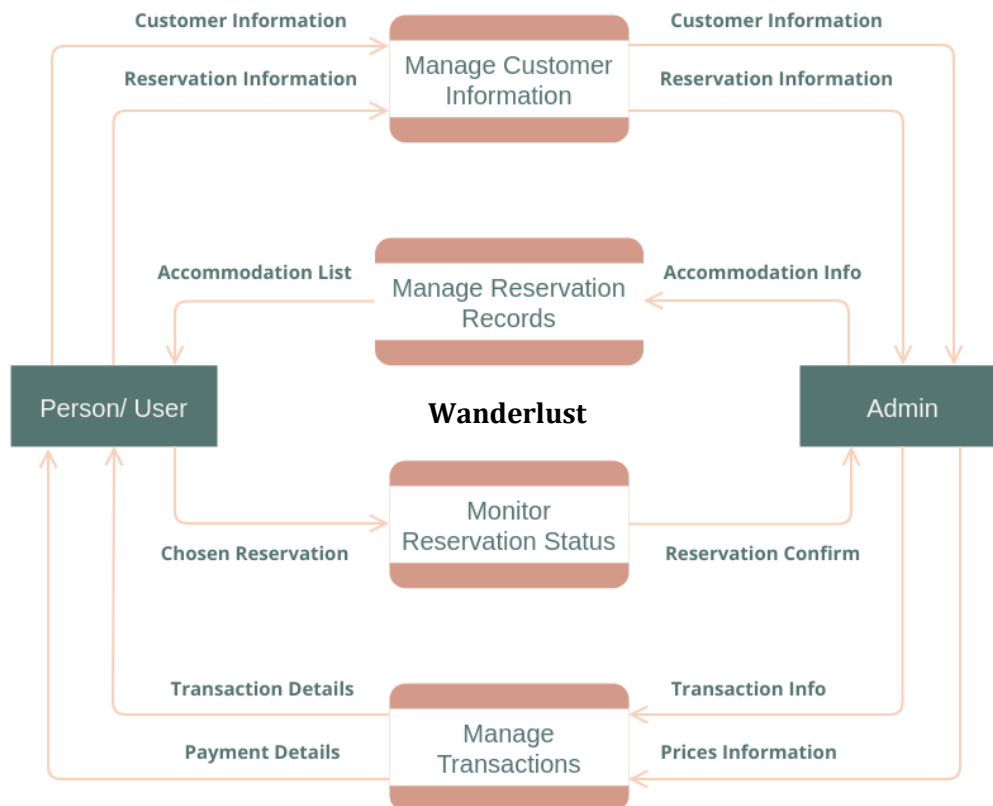 Customer Information
Customer Information
Manage Customer
Information
Reservation Information
Reservation Information
Accommodation List
Accommodation Info
Manage Reservation
Records
Person/ User
Wanderlust
Admin
Monitor
Reservation Status
Chosen Reservation
Reservation Confirm
Transaction Details
Transaction Info
Manage
Transactions
Payment Details
Prices Information